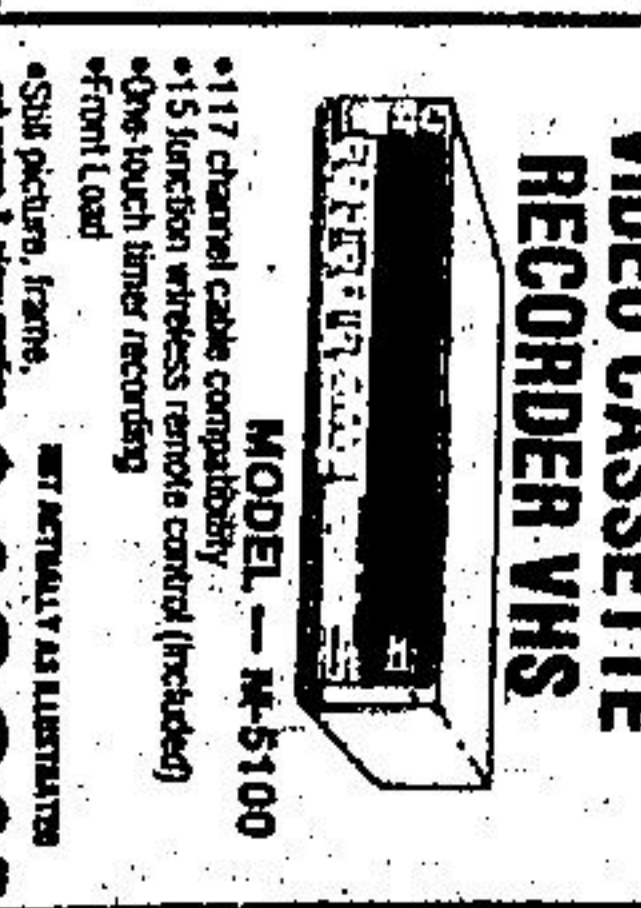 VIDEO CASSETTE
RECORDER VHS
MODEL — M-5100
•117 channel cable compatibility
•15 function wireless remote control (included)
•One-touch timer recording
•Front Load
•Still picture, frame,
NOT ACTUALLY AS ILLUSTRATED